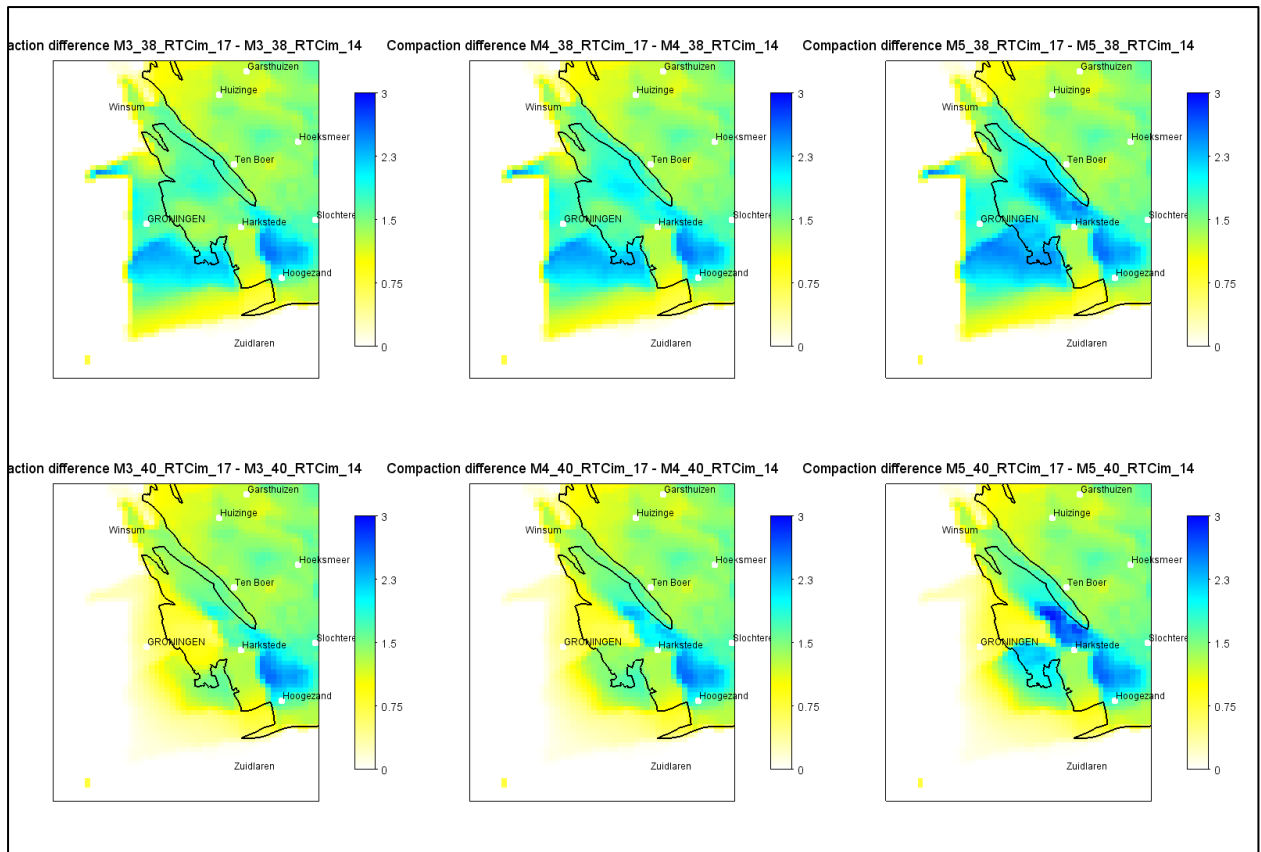 action difference M3_38_RTCim_17 - M3_38_RTCim_14
Garsthuizen
Huizinge
Winsum
Hoeksmeer
Ten Boer
GRONINGEN
Slochtere
Harkstede
Hoogezand
Zuidlaren
3
2.3
1.5
0.75
0
Compaction difference M4_38_RTCim_17 - M4_38_RTCim_14
Garsthuizen
Huizinge
Winsum
Hoeksmeer
Ten Boer
GRONINGEN
Slochtere
Harkstede
Hoogezand
Zuidlaren
3
2.3
1.5
0.75
0
Compaction difference M5_38_RTCim_17 - M5_38_RTCim_14
Garsthuizen
Huizinge
Winsum
Hoeksmeer
Ten Boer
GRONINGEN
Slochtere
Harkstede
Hoogezand
Zuidlaren
3
2.3
1.5
0.75
0
action difference M3_40_RTCim_17 - M3_40_RTCim_14
Garsthuizen
Huizinge
Winsum
Hoeksmeer
Ten Boer
GRONINGEN
Slochtere
Harkstede
Hoogezand
Zuidlaren
3
2.3
1.5
0.75
0
Compaction difference M4_40_RTCim_17 - M4_40_RTCim_14
Garsthuizen
Huizinge
Winsum
Hoeksmeer
Ten Boer
GRONINGEN
Slochtere
Harkstede
Hoogezand
Zuidlaren
3
2.3
1.5
0.75
0
Compaction difference M5_40_RTCim_17 - M5_40_RTCim_14
Garsthuizen
Huizinge
Winsum
Hoeksmeer
Ten Boer
GRONINGEN
Slochtere
Harkstede
Hoogezand
Zuidlaren
3
2.3
1.5
0.75
0